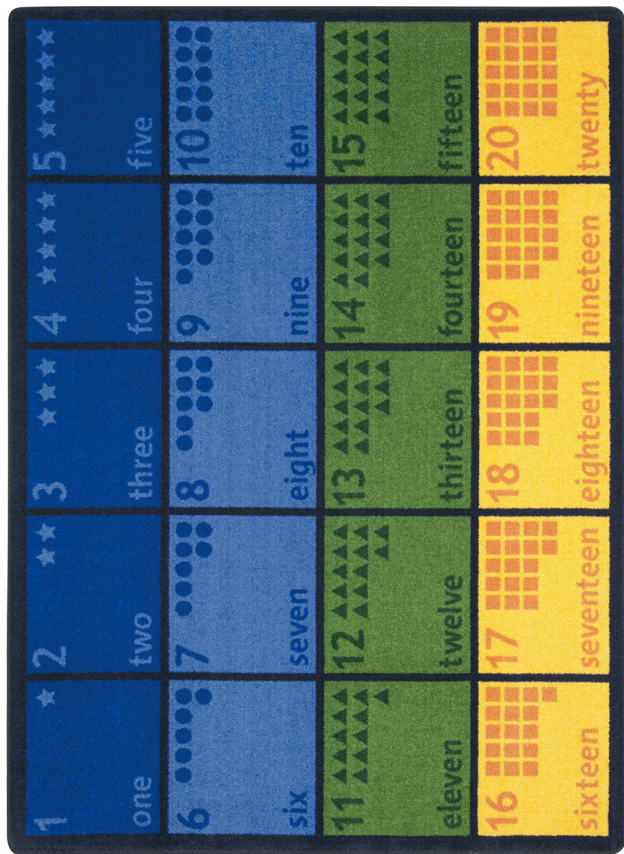 1
one
2
two
3
three
4
four
5
five
6
six
7
seven
8
eight
9
nine
10
ten
11
eleven
12
twelve
13
thirteen
14
fourteen
15
fifteen
16
sixteen
17
seventeen
18
eighteen
19
nineteen
20
twenty